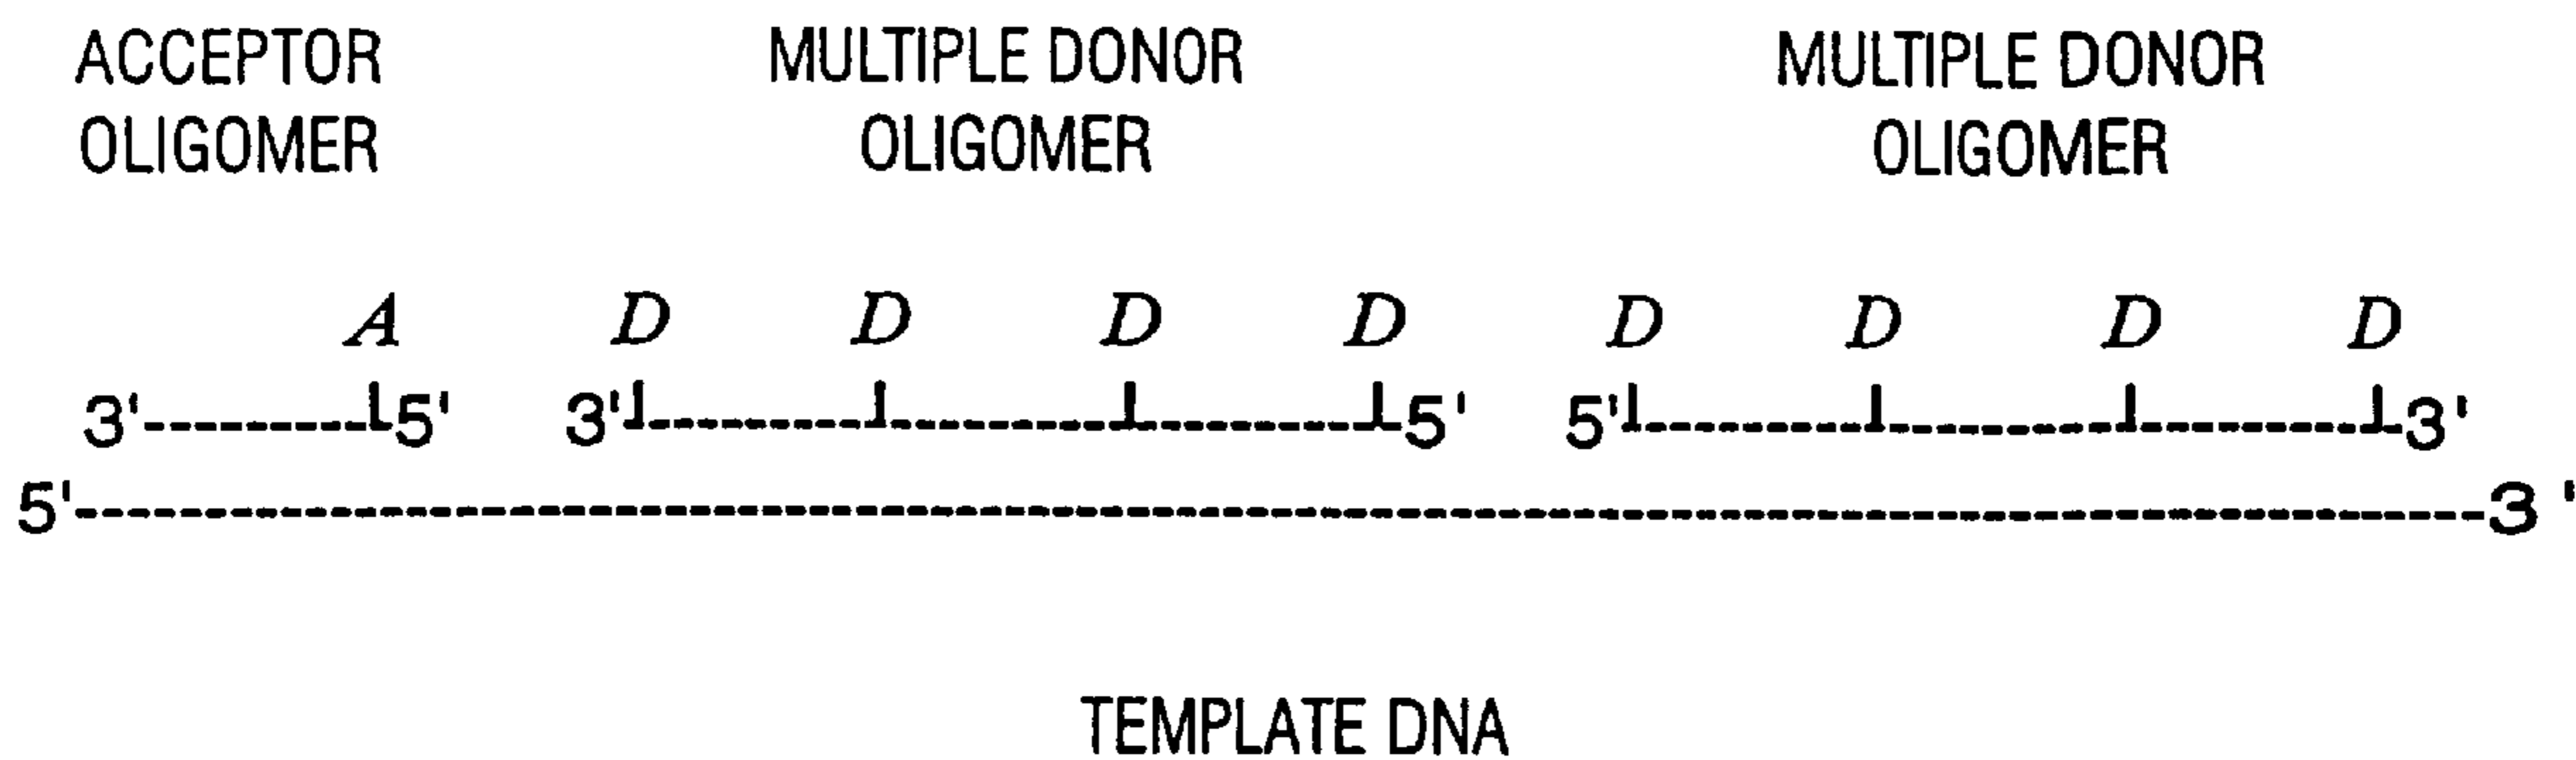 ACCEPTOR OLIGOMER
MULTIPLE DONOR OLIGOMER
MULTIPLE DONOR OLIGOMER
A D D D D D D D D
3' 5' 3' 5' 5' 3'
5' 3'
TEMPLATE DNA